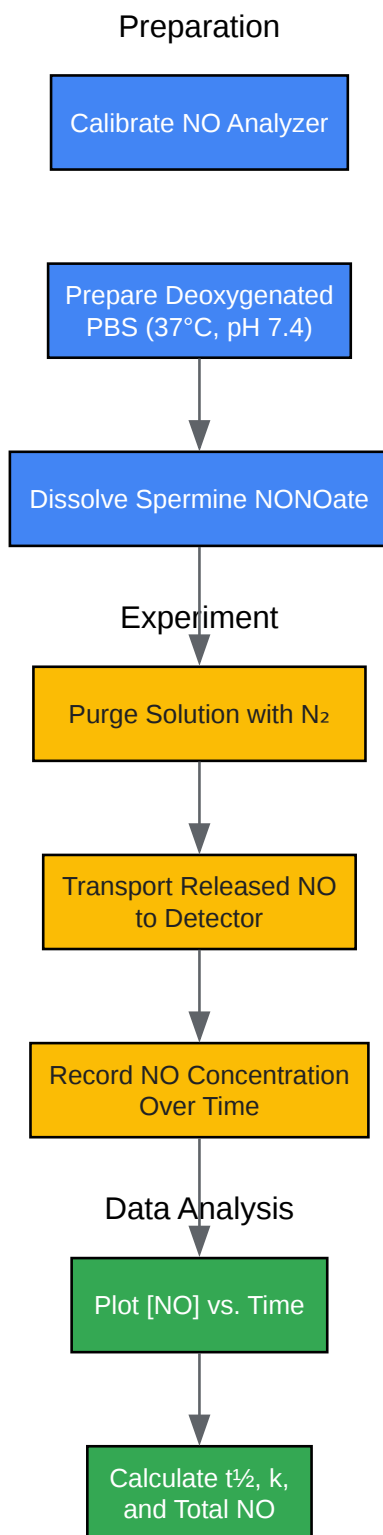 Preparation
Calibrate NO Analyzer
Prepare Deoxygenated
PBS (37°C, pH 7.4)
Dissolve Spermine NONOate
Experiment
Purge Solution with N₂
Transport Released NO
to Detector
Record NO Concentration
Over Time
Data Analysis
Plot [NO] vs. Time
Calculate t½, k,
and Total NO